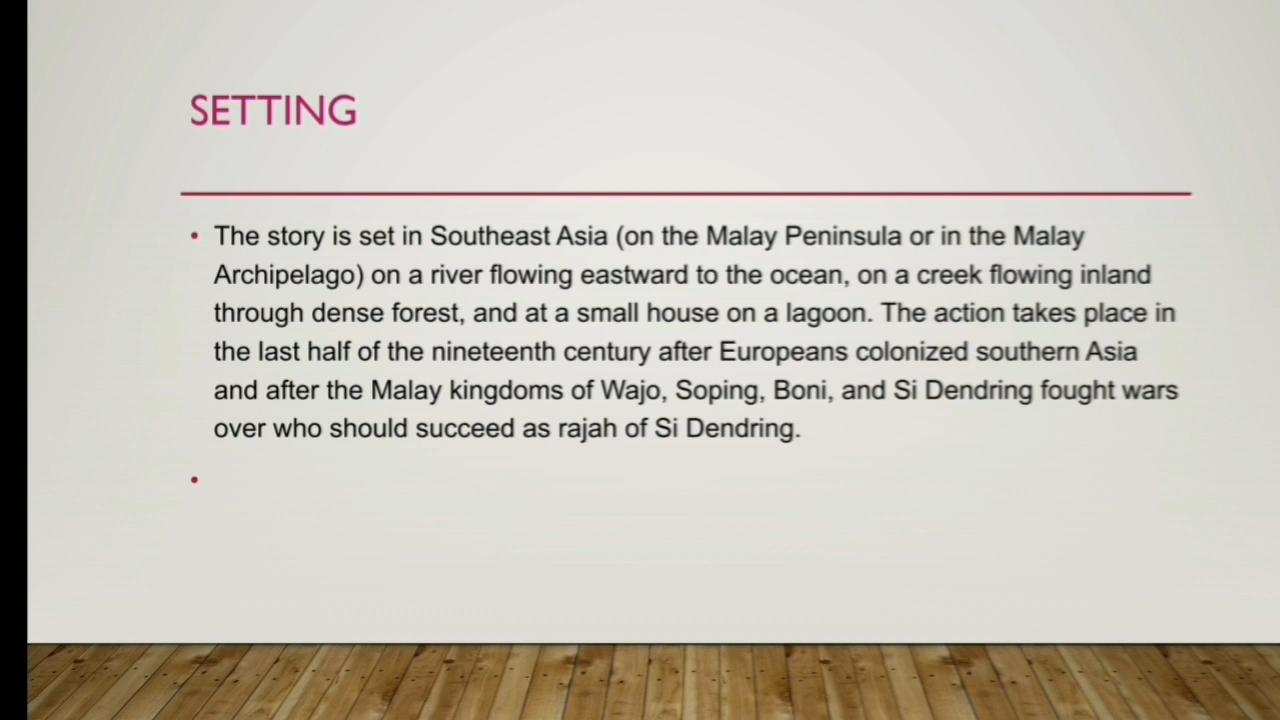 SETTING
• The story is set in Southeast Asia (on the Malay Peninsula or in the Malay
Archipelago) on a river flowing eastward to the ocean, on a creek flowing inland
through dense forest, and at a small house on a lagoon. The action takes place in
the last half of the nineteenth century after Europeans colonized southern Asia
and after the Malay kingdoms of Wajo, Soping, Boni, and Si Dendring fought wars
over who should succeed as rajah of Si Dendring.
•